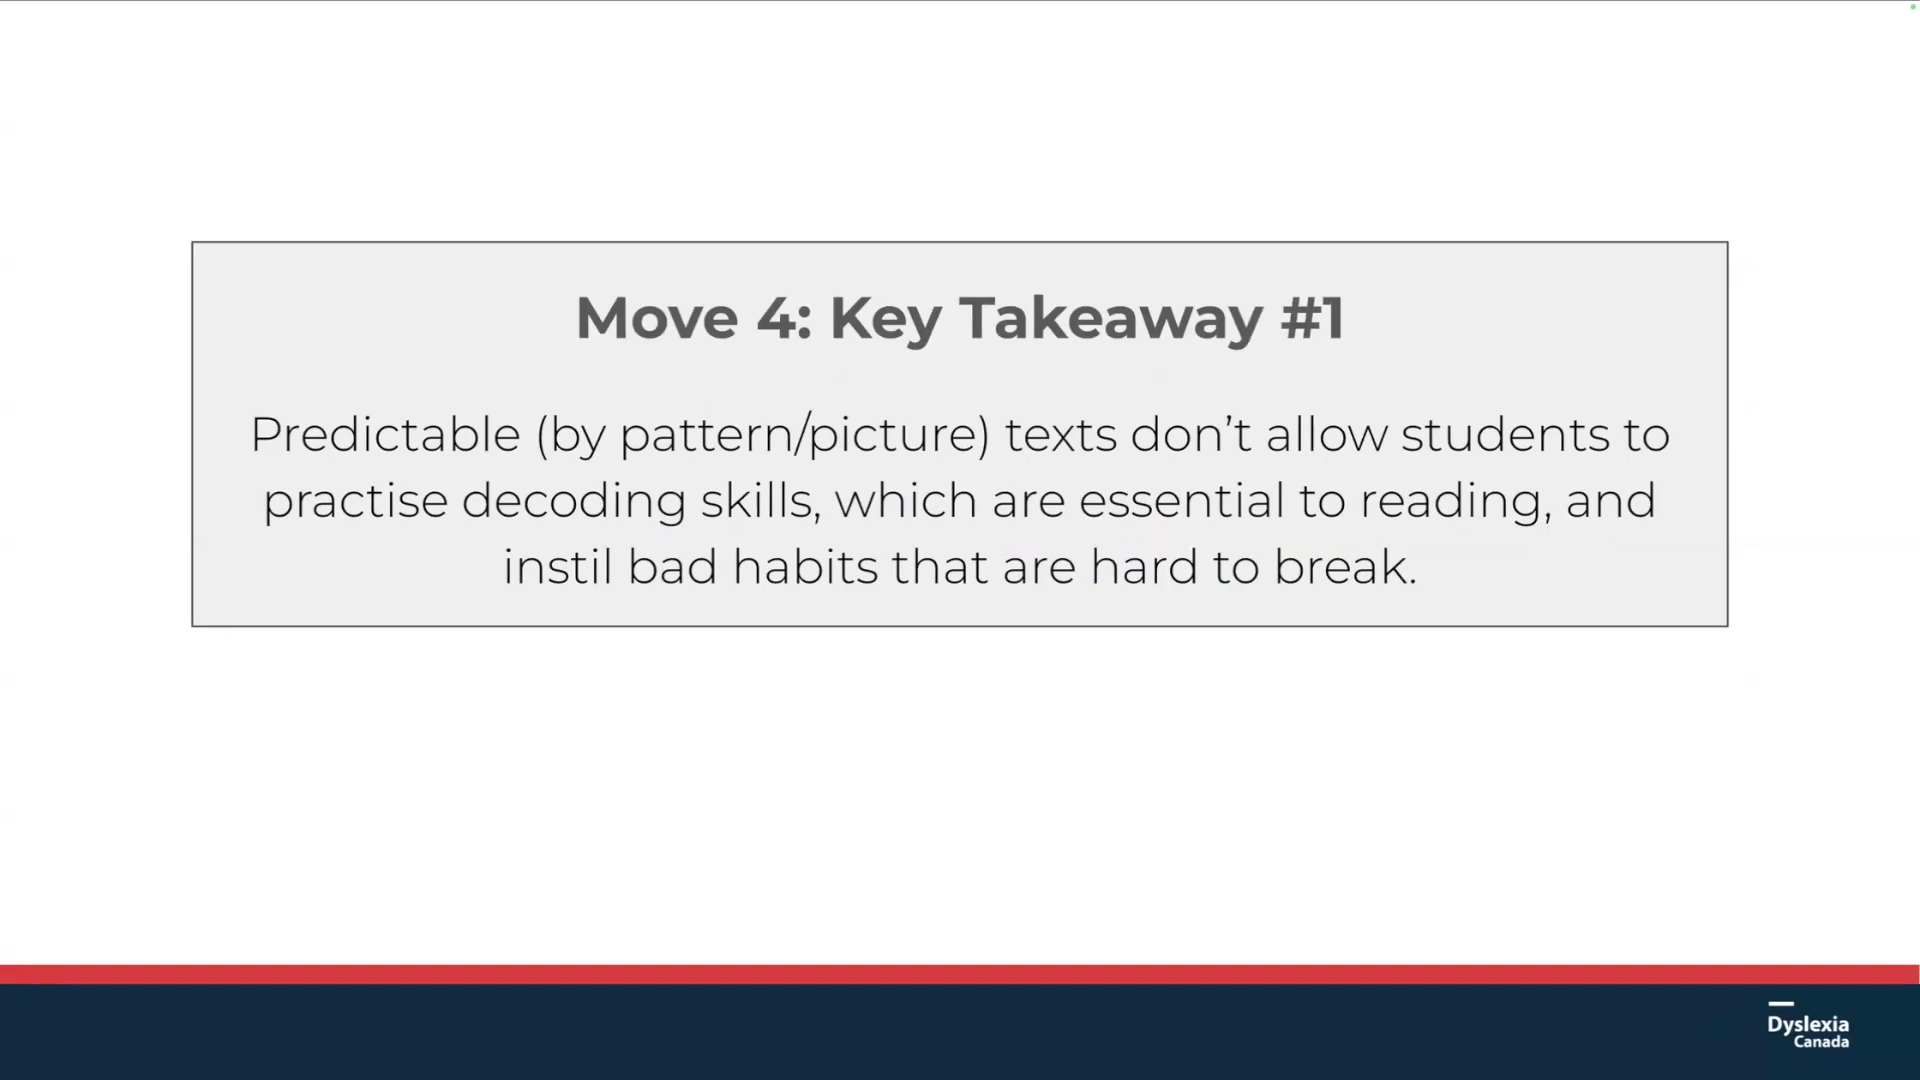 Move 4: Key Takeaway #1
Predictable (by pattern/picture) texts don’t allow students to
practise decoding skills, which are essential to reading, and
instil bad habits that are hard to break.
Dyslexia
Canada